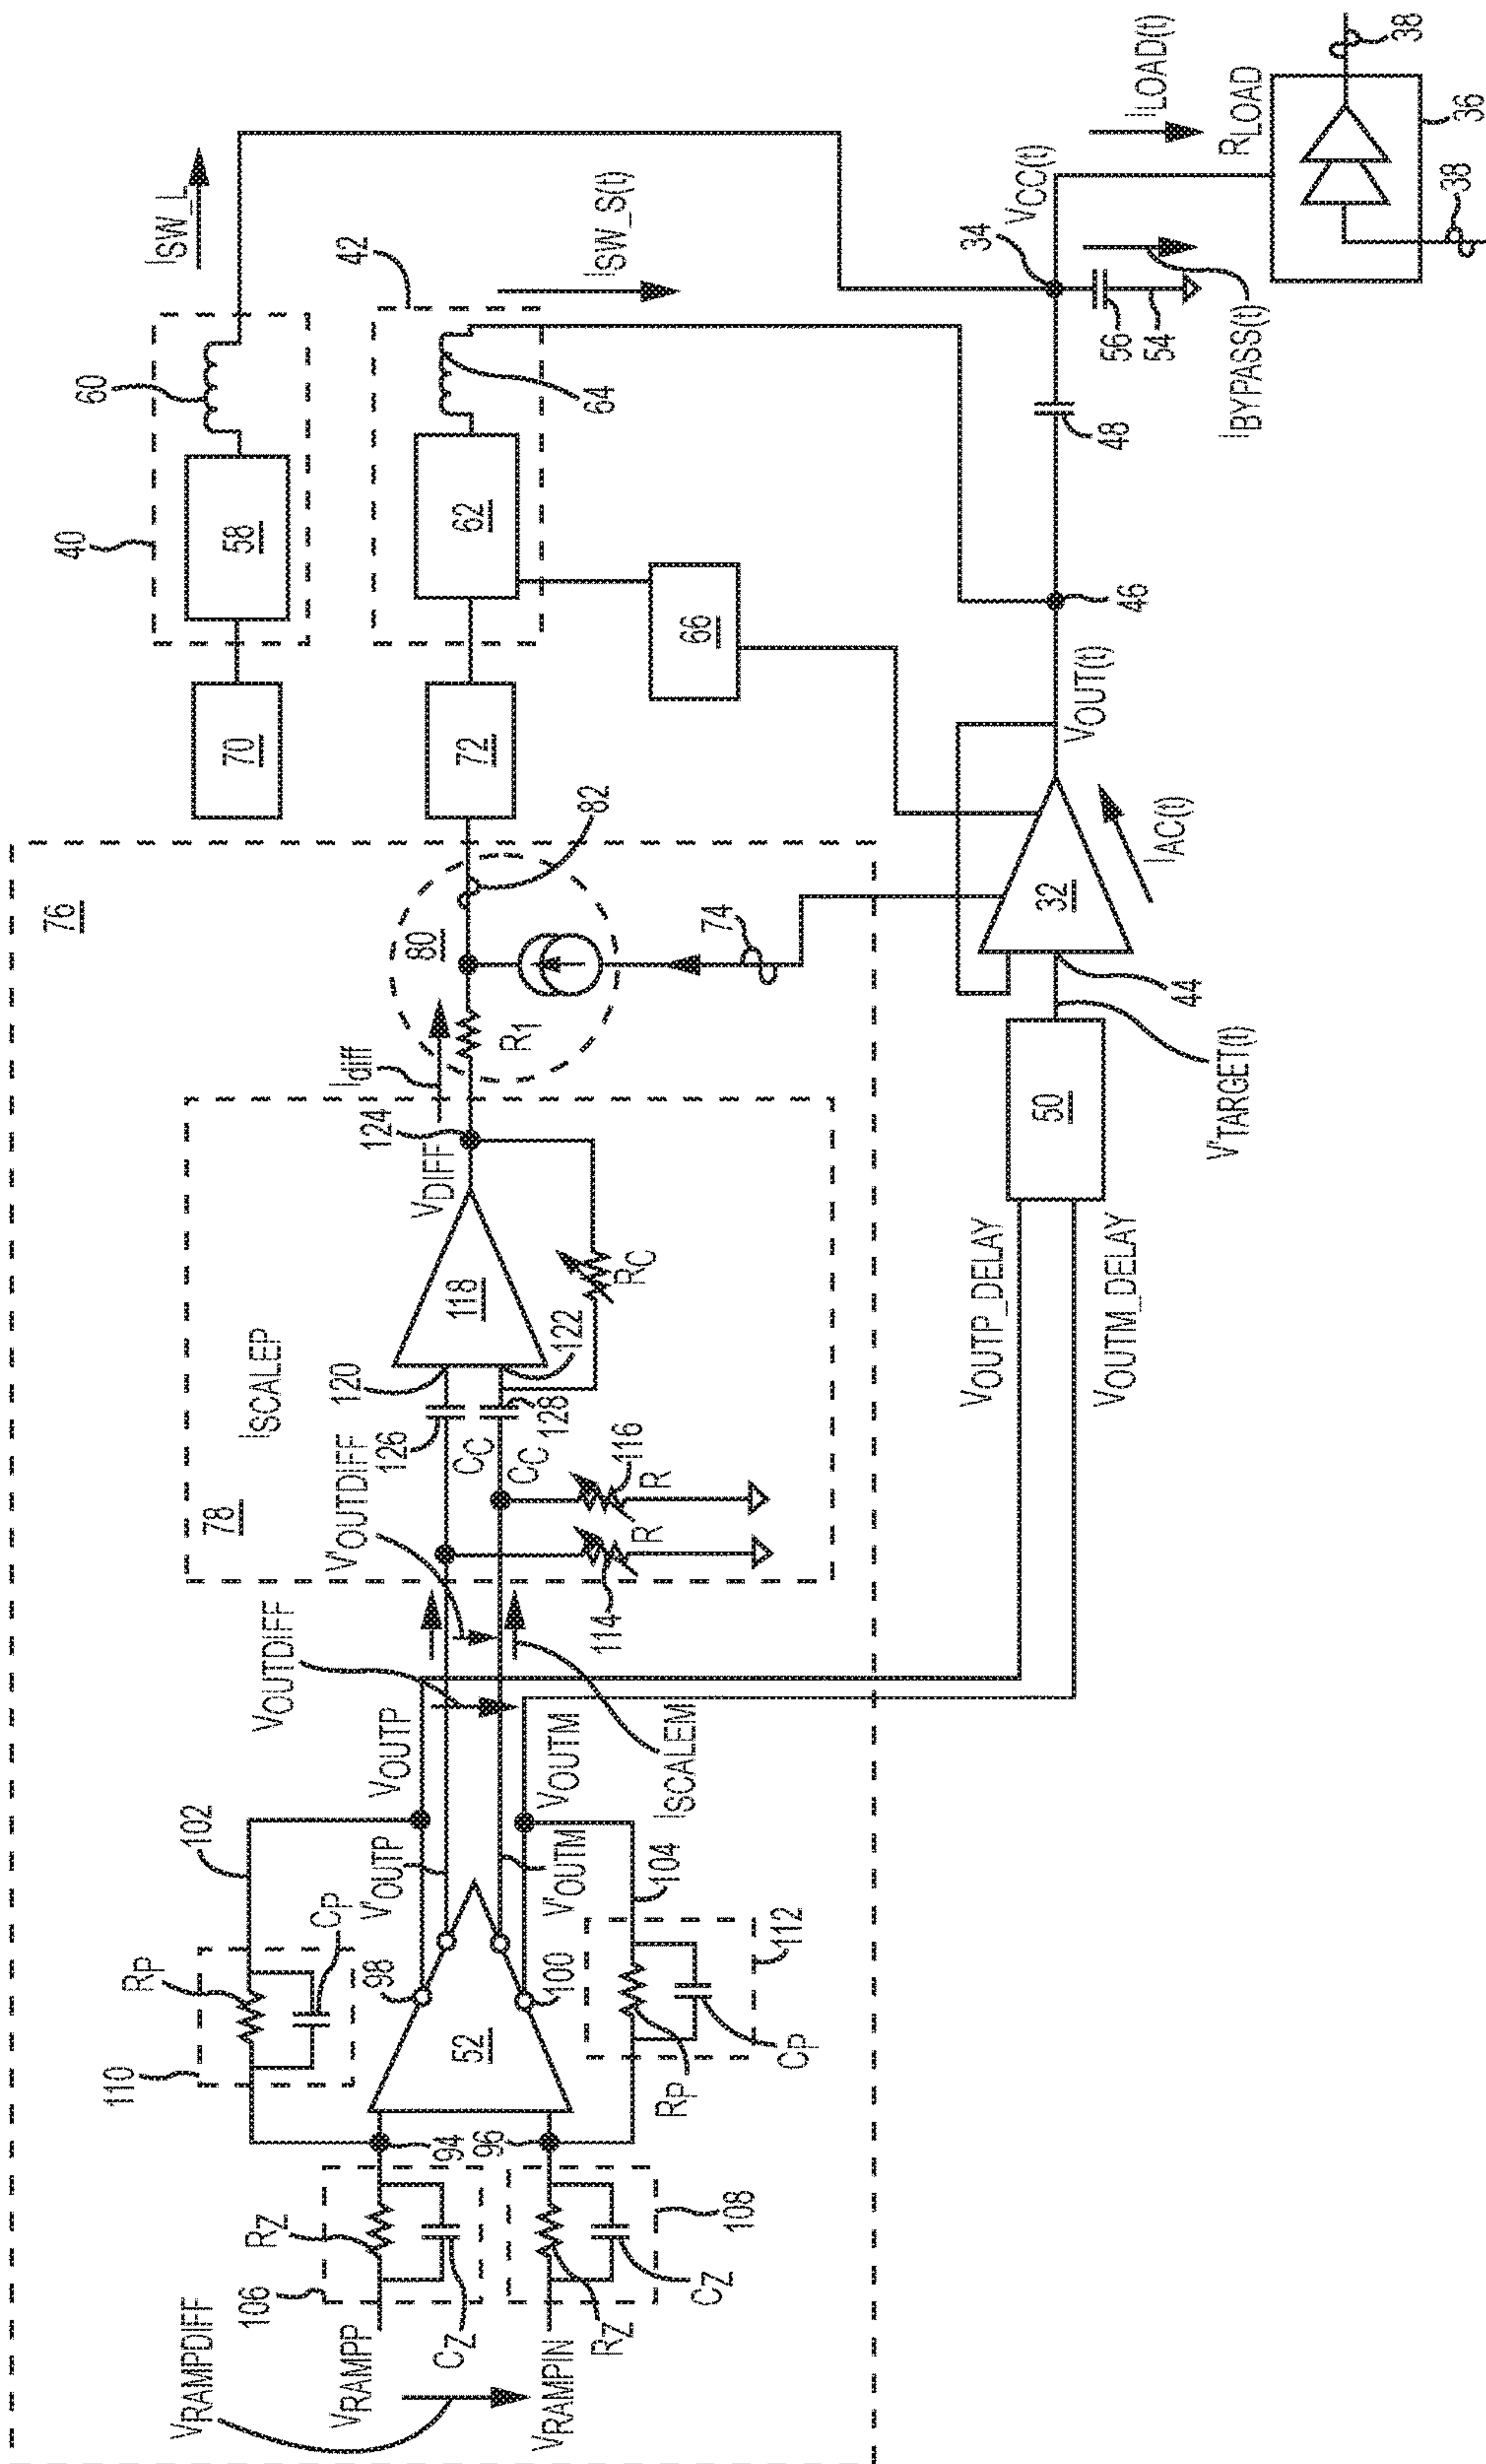 76
40
60
58
70
ISW_L
42
62
64
72
66
ISW_S(t)
34
VCC(t)
ILOAD(t)
RLOAD
38
36
38
56
54
IBYPASS(t)
48
46
VOUT(t)
IAC(t)
32
44
V'TARGET(t)
50
VOUTP_DELAY
VOUTM_DELAY
82
80
74
R1
Idiff
124
VDIFF
118
RC
122
120
126
CC
CC
128
ISCALEP
78
V'OUTDIFF
116
R
R
114
VOUTDIFF
ISCALEM
VOUTP
VOUTM
V'OUTP
V'OUTM
102
104
CP
RP
110
98
100
52
112
CP
RP
94
96
RZ
106
CZ
108
CZ
RZ
VRAMPP
VRAMPIN
VRAMPDIFF